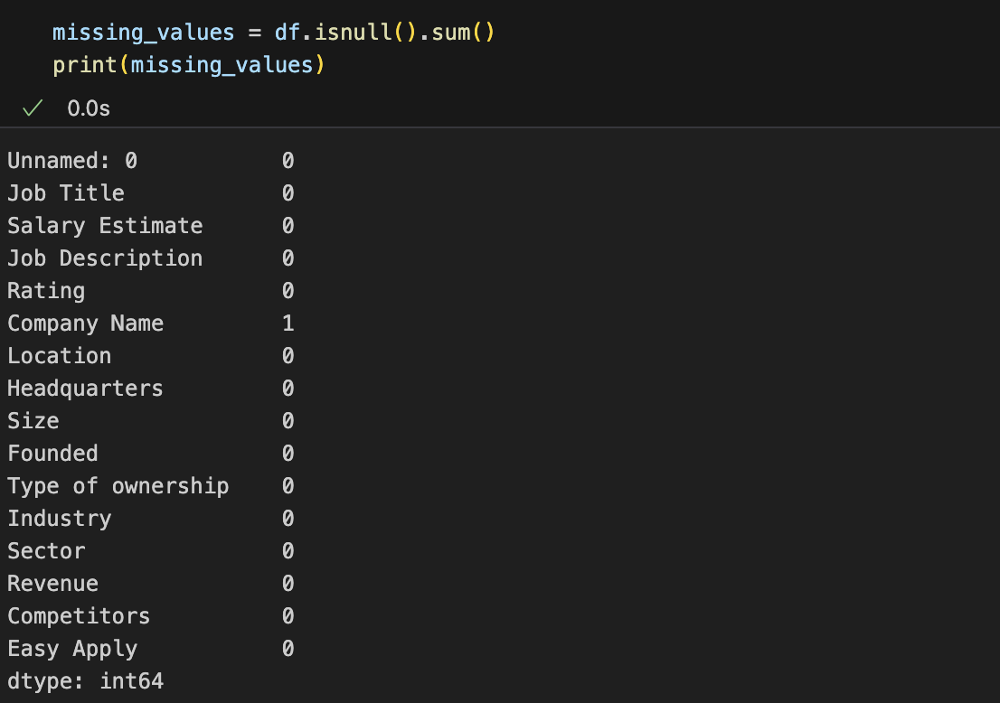 missing_values = df.isnull().sum()
print(missing_values)
✓ 0.0s
Unnamed: 0 0
Job Title 0
Salary Estimate 0
Job Description 0
Rating 0
Company Name 1
Location 0
Headquarters 0
Size 0
Founded 0
Type of ownership 0
Industry 0
Sector 0
Revenue 0
Competitors 0
Easy Apply 0
dtype: int64